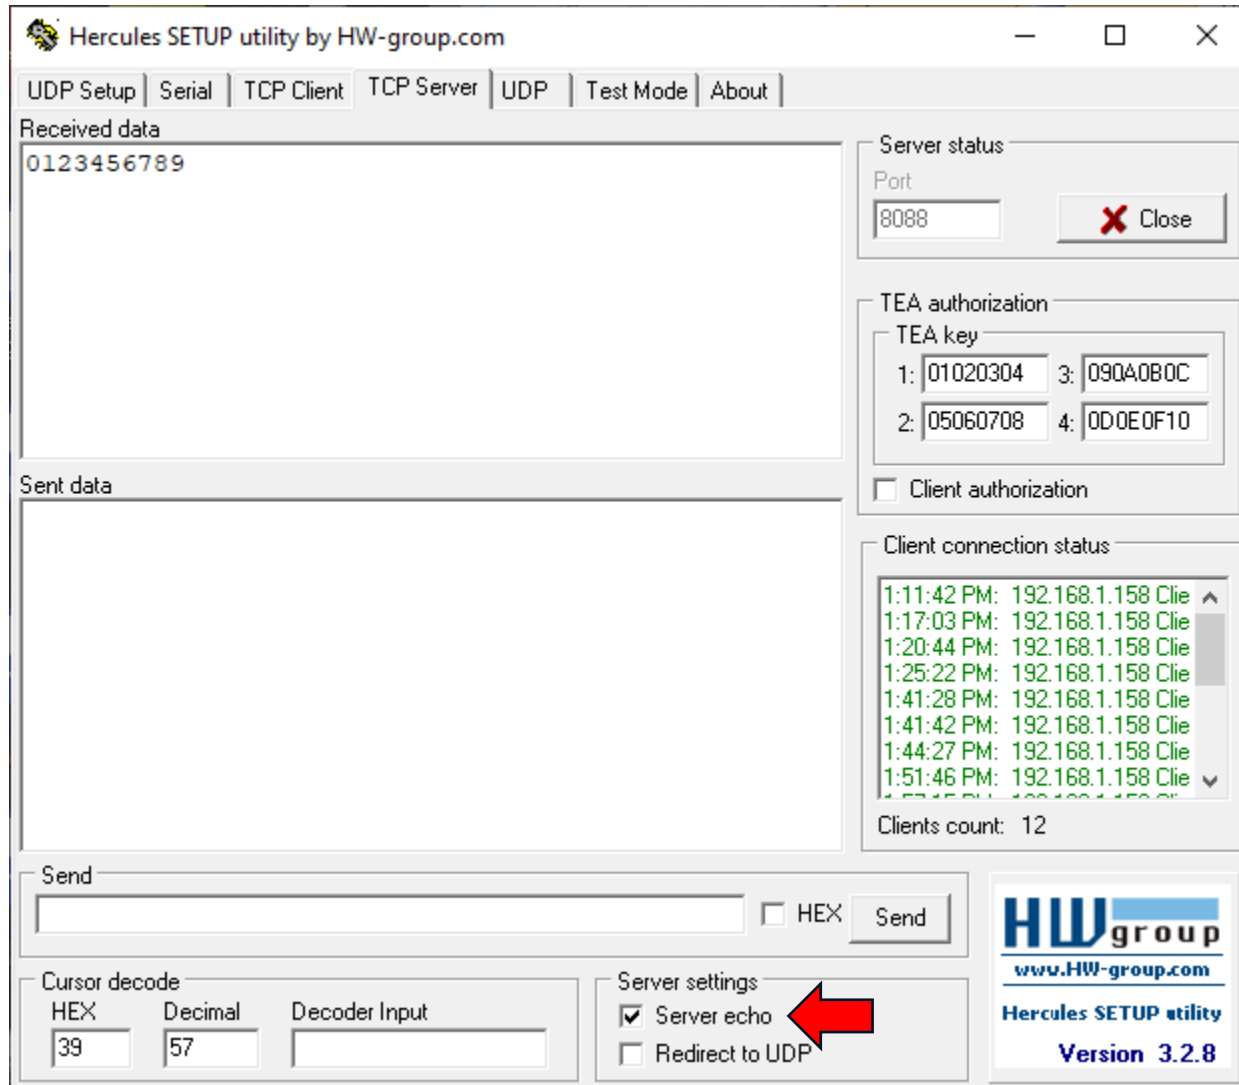 Hercules SETUP utility by HW-group.com
UDP Setup Serial TCP Client TCP Server UDP Test Mode About
Received data
0123456789
Server status
Port
8088
Close
TEA authorization
TEA key
1: 01020304 3: 090A0B0C
2: 05060708 4: 0D0E0F10
Client authorization
Sent data
Client connection status
1:11:42 PM: 192.168.1.158 Clie
1:17:03 PM: 192.168.1.158 Clie
1:20:44 PM: 192.168.1.158 Clie
1:25:22 PM: 192.168.1.158 Clie
1:41:28 PM: 192.168.1.158 Clie
1:41:42 PM: 192.168.1.158 Clie
1:44:27 PM: 192.168.1.158 Clie
1:51:46 PM: 192.168.1.158 Clie
Clients count: 12
Send
HEX Send
Cursor decode
HEX Decimal Decoder Input
39 57
Server settings
Server echo
Redirect to UDP
HW group
www.HW-group.com
Hercules SETUP utility
Version 3.2.8